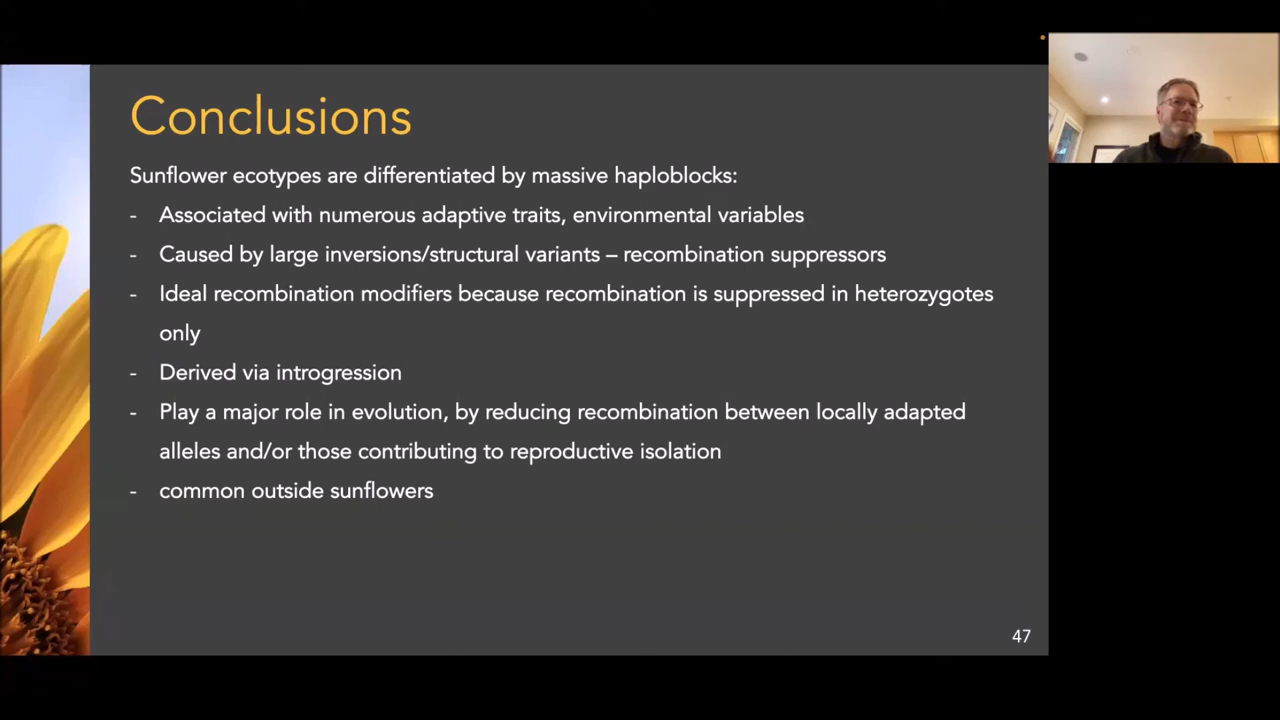 Conclusions
Sunflower ecotypes are differentiated by massive haploblocks:
- Associated with numerous adaptive traits, environmental variables
- Caused by large inversions/structural variants – recombination suppressors
- Ideal recombination modifiers because recombination is suppressed in heterozygotes
only
- Derived via introgression
- Play a major role in evolution, by reducing recombination between locally adapted
alleles and/or those contributing to reproductive isolation
- common outside sunflowers
47